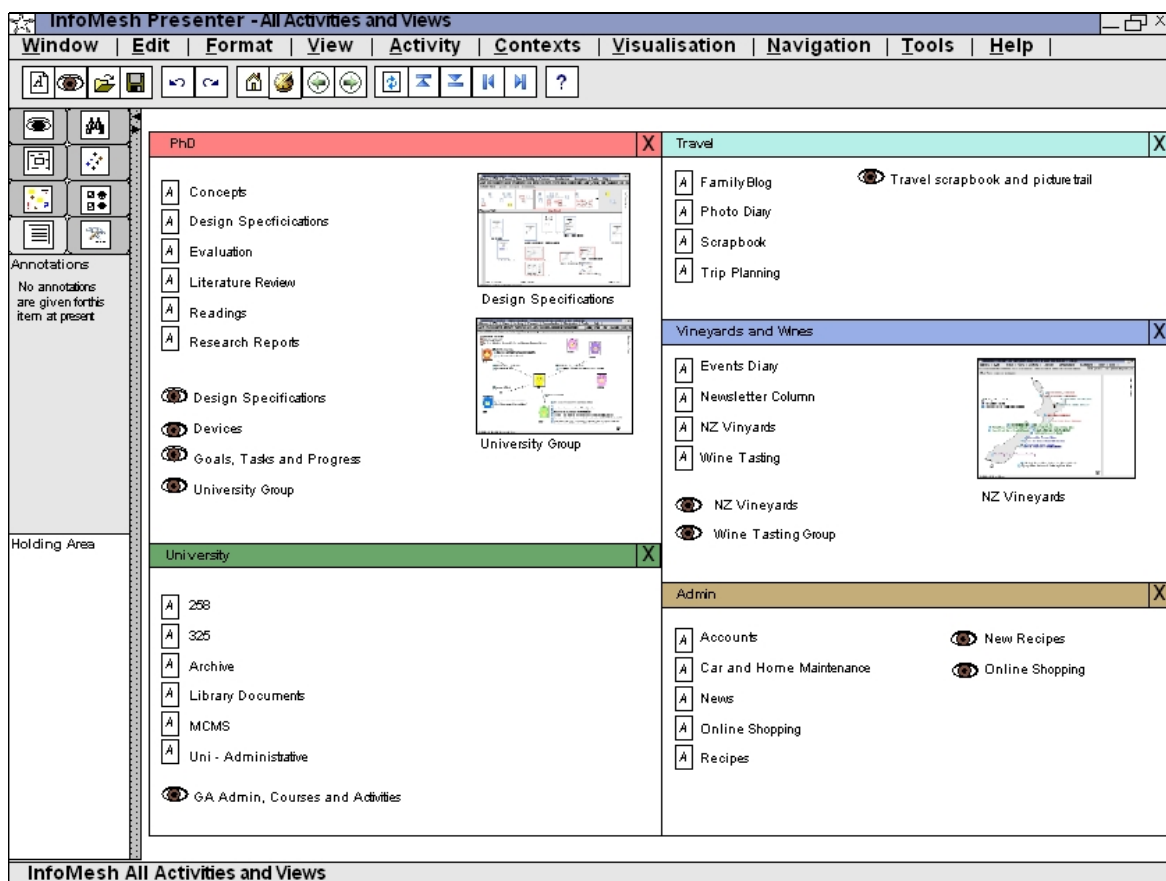 InfoMesh Presenter - All Activities and Views
Window | Edit | Format | View | Activity | Contexts | Visualisation | Navigation | Tools | Help |
A ?
Annotations
No annotations
are given forthis
item at present
Holding Area
PhD X
A Concepts
A Design Specficications
A Evaluation
A Literature Review
A Readings
A Research Reports
Design Specifications
Devices
Goals, Tasks and Progress
University Group
Design Specifications
University Group
University X
A 258
A 325
A Archive
A Library Documents
A MCMS
A Uni - Administrative
GA Admin, Courses and Activities
Travel X
A Family Blog
A Photo Diary
A Scrapbook
A Trip Planning
Travel scrapbook and picture trail
Vineyards and Wines X
A Events Diary
A Newsletter Column
A NZ Vinyards
A Wine Tasting
NZ Vineyards
Wine Tasting Group
NZ Vineyards
Admin X
A Accounts
A Car and Home Maintenance
A News
A Online Shopping
A Recipes
New Recipes
Online Shopping
InfoMesh All Activities and Views